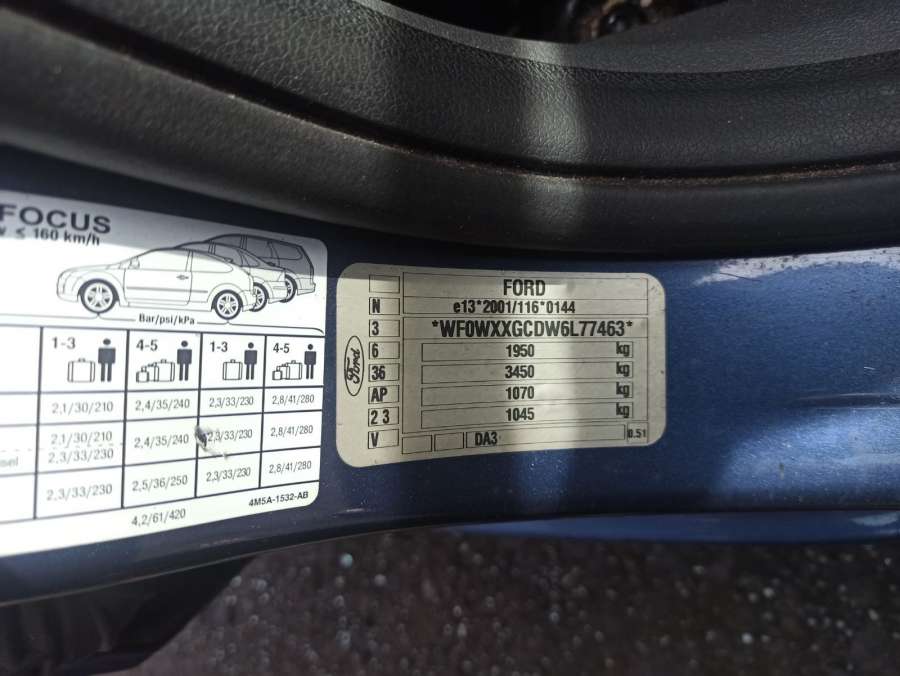 FOCUS
v ≤ 160 km/h
Bar/psi/kPa
1-3 4-5 1-3 4-5
2,1/30/210 2,4/35/240 2,3/33/230 2,8/41/280
2,1/30/210
sel 2,3/33/230 2,4/35/240 2,3/33/230 2,8/41/280
2,3/33/230 2,5/36/250 2,3/33/230 2,8/41/280
4,2/61/420
4M5A-1532-AB
Ford
FORD
N e13*2001/116*0144
3 *WF0WXXGCDW6L77463*
6 1950 kg
36 3450 kg
AP 1070 kg
2 3 1045 kg
V DA3 0.51